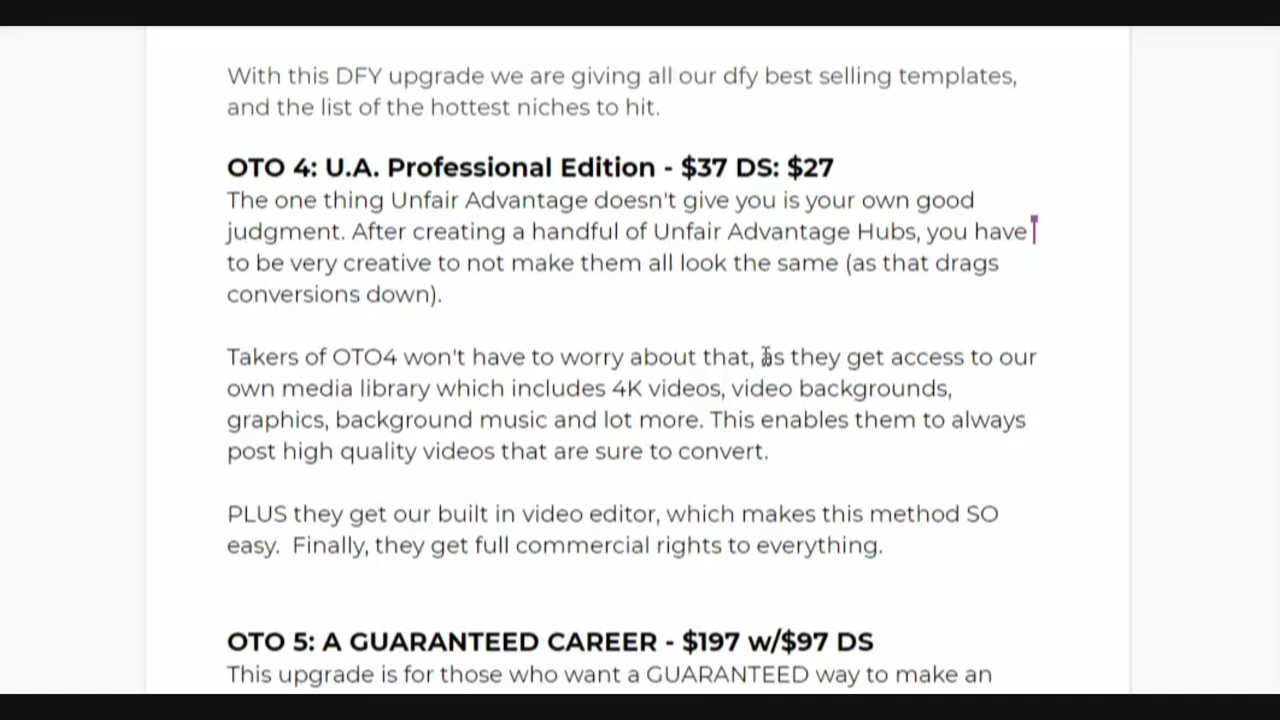 With this DFY upgrade we are giving all our dfy best selling templates,
and the list of the hottest niches to hit.
OTO 4: U.A. Professional Edition - $37 DS: $27
The one thing Unfair Advantage doesn't give you is your own good
judgment. After creating a handful of Unfair Advantage Hubs, you have
to be very creative to not make them all look the same (as that drags
conversions down).
Takers of OTO4 won't have to worry about that, as they get access to our
own media library which includes 4K videos, video backgrounds,
graphics, background music and lot more. This enables them to always
post high quality videos that are sure to convert.
PLUS they get our built in video editor, which makes this method SO
easy.  Finally, they get full commercial rights to everything.
OTO 5: A GUARANTEED CAREER - $197 w/$97 DS
This upgrade is for those who want a GUARANTEED way to make an